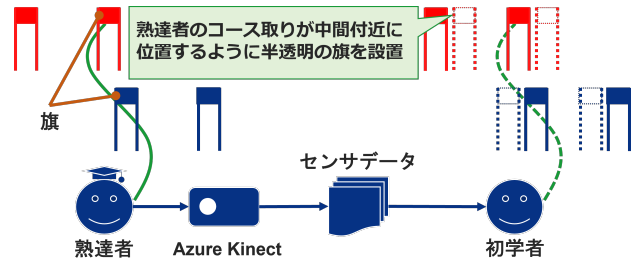 熟達者のコース取りが中間付近に
位置するように半透明の旗を設置
旗
センサデータ
熟達者
Azure Kinect
初学者